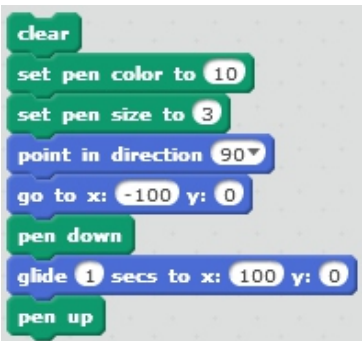 clear
set pen color to 10
set pen size to 3
point in direction 90▼
go to x: -100 y: 0
pen down
glide 1 secs to x: 100 y: 0
pen up